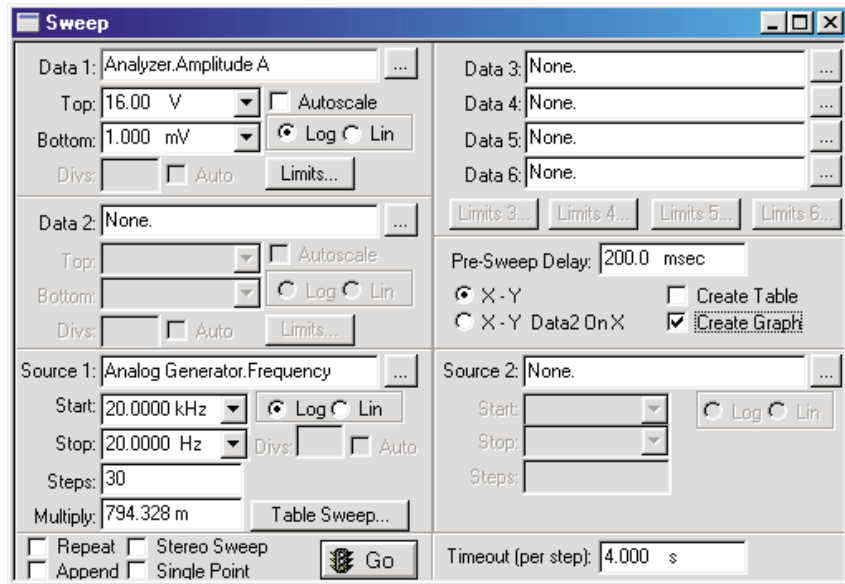 Sweep
Data 1: Analyzer.Amplitude A ...
Top: 16.00 V Autoscale
Bottom: 1.000 mV Log Lin
Divs: Auto Limits...
Data 2: None. ...
Top: Autoscale
Bottom: Log Lin
Divs: Auto Limits...
Source 1: Analog Generator.Frequency ...
Start: 20.0000 kHz Log Lin
Stop: 20.0000 Hz Divs: Auto
Steps: 30
Multiply: 794.328 m Table Sweep...
Repeat Stereo Sweep
Append Single Point
Go
Data 3: None. ...
Data 4: None. ...
Data 5: None. ...
Data 6: None. ...
Limits 3... Limits 4... Limits 5... Limits 6...
Pre-Sweep Delay: 200.0 msec
X - Y Create Table
X - Y Data2 On X Create Graph
Source 2: None. ...
Start: Log Lin
Stop:
Steps:
Timeout (per step): 4.000 s